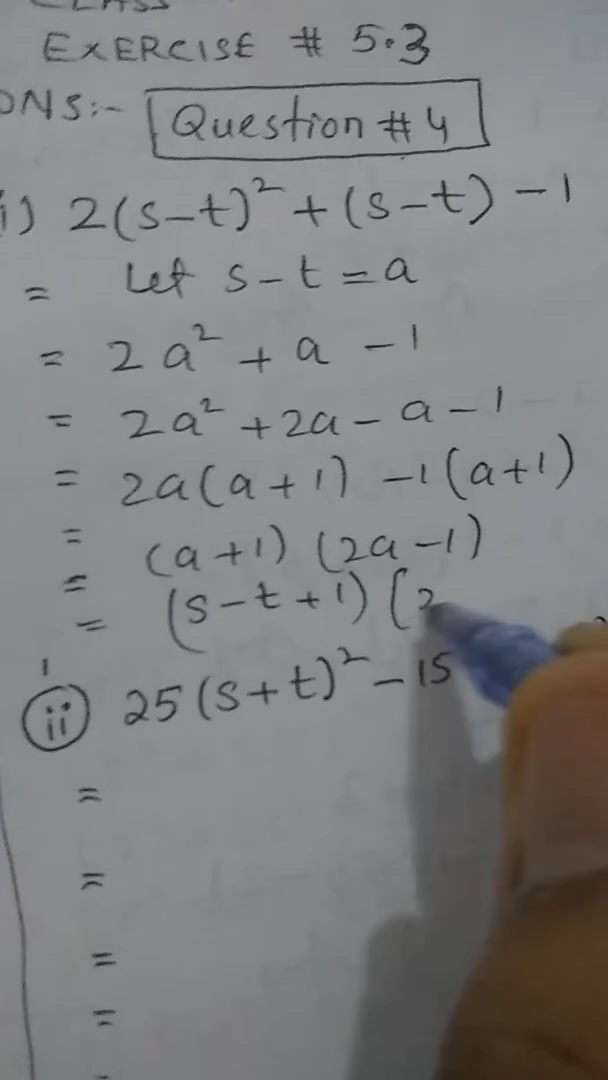 EXERCISE # 5.3
ONS:- Question # 4
i) 2(s-t)² + (s-t) - 1
= Let s-t = a
= 2a² + a - 1
= 2a² + 2a - a - 1
= 2a(a+1) -1(a+1)
= (a+1) (2a-1)
=
= (s-t+1) (2
ii 25(s+t)² - 15
=
=
=
=